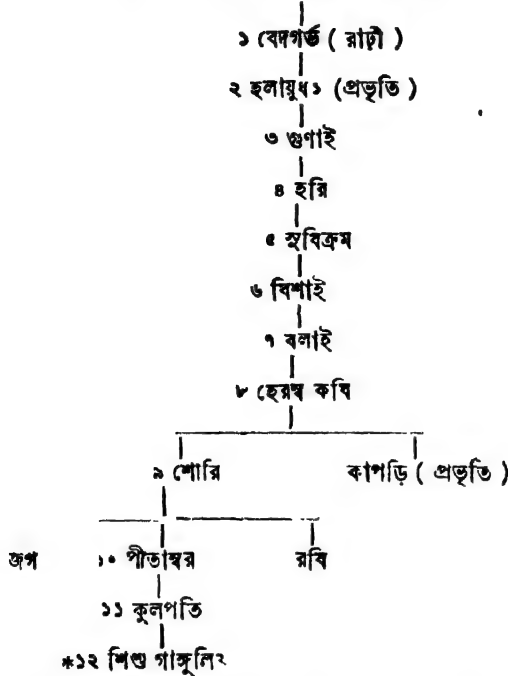 ১ বেদগর্ভ ( রাঢ়ী )
২ হলায়ুধ১ (প্রভৃতি )
৩ গুণাই
৪ হরি
৫ সুবিক্রম
৬ বিশাই
৭ বলাই
৮ হেরম্ব কবি
৯ শোরি কাপড়ি ( প্রভৃতি )
জগ ১০ পীতাম্বর রবি
১১ কুলপতি
*১২ শিশু গাঙ্গুলি২